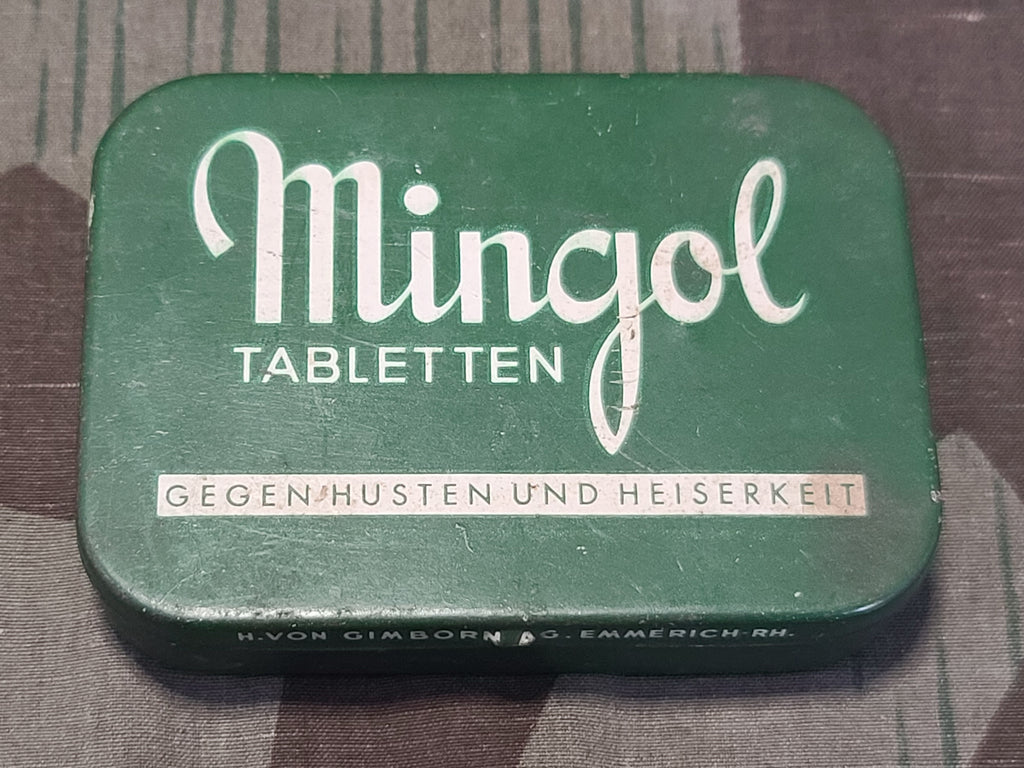 Mingol
TABLETTEN
GEGEN HUSTEN UND HEISERKEIT
H. VON GIMBORN AG. EMMERICH-RH.